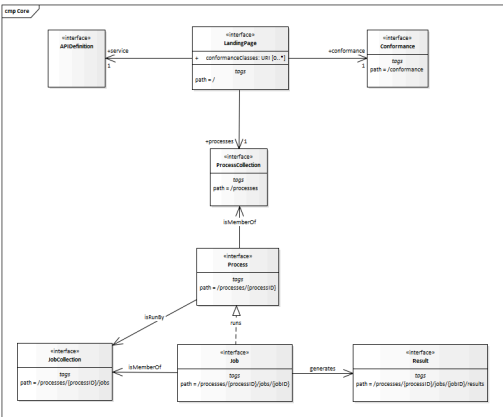 cmp Core
«interface»
APIDefinition
+service
1
«interface»
LandingPage
+ conformanceClasses: URI [0..*]
tags
path = /
+conformance
1
«interface»
Conformance
tags
path = /conformance
+processes
1
«interface»
ProcessCollection
tags
path = /processes
isMemberOf
«interface»
Process
tags
path = /processes/{processID}
isRunBy
runs
«interface»
JobCollection
tags
path = /processes/{processID}/jobs
isMemberOf
«interface»
Job
tags
path = /processes/{processID}/jobs/{jobID}
generates
«interface»
Result
tags
path = /processes/{processID}/jobs/{jobID}/results